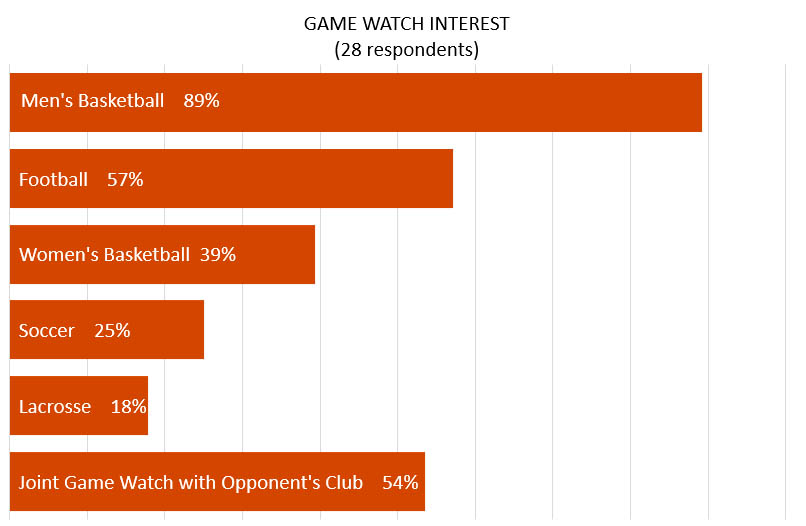 GAME WATCH INTEREST
(28 respondents)
Men's Basketball 89%
Football 57%
Women's Basketball 39%
Soccer 25%
Lacrosse 18%
Joint Game Watch with Opponent's Club 54%